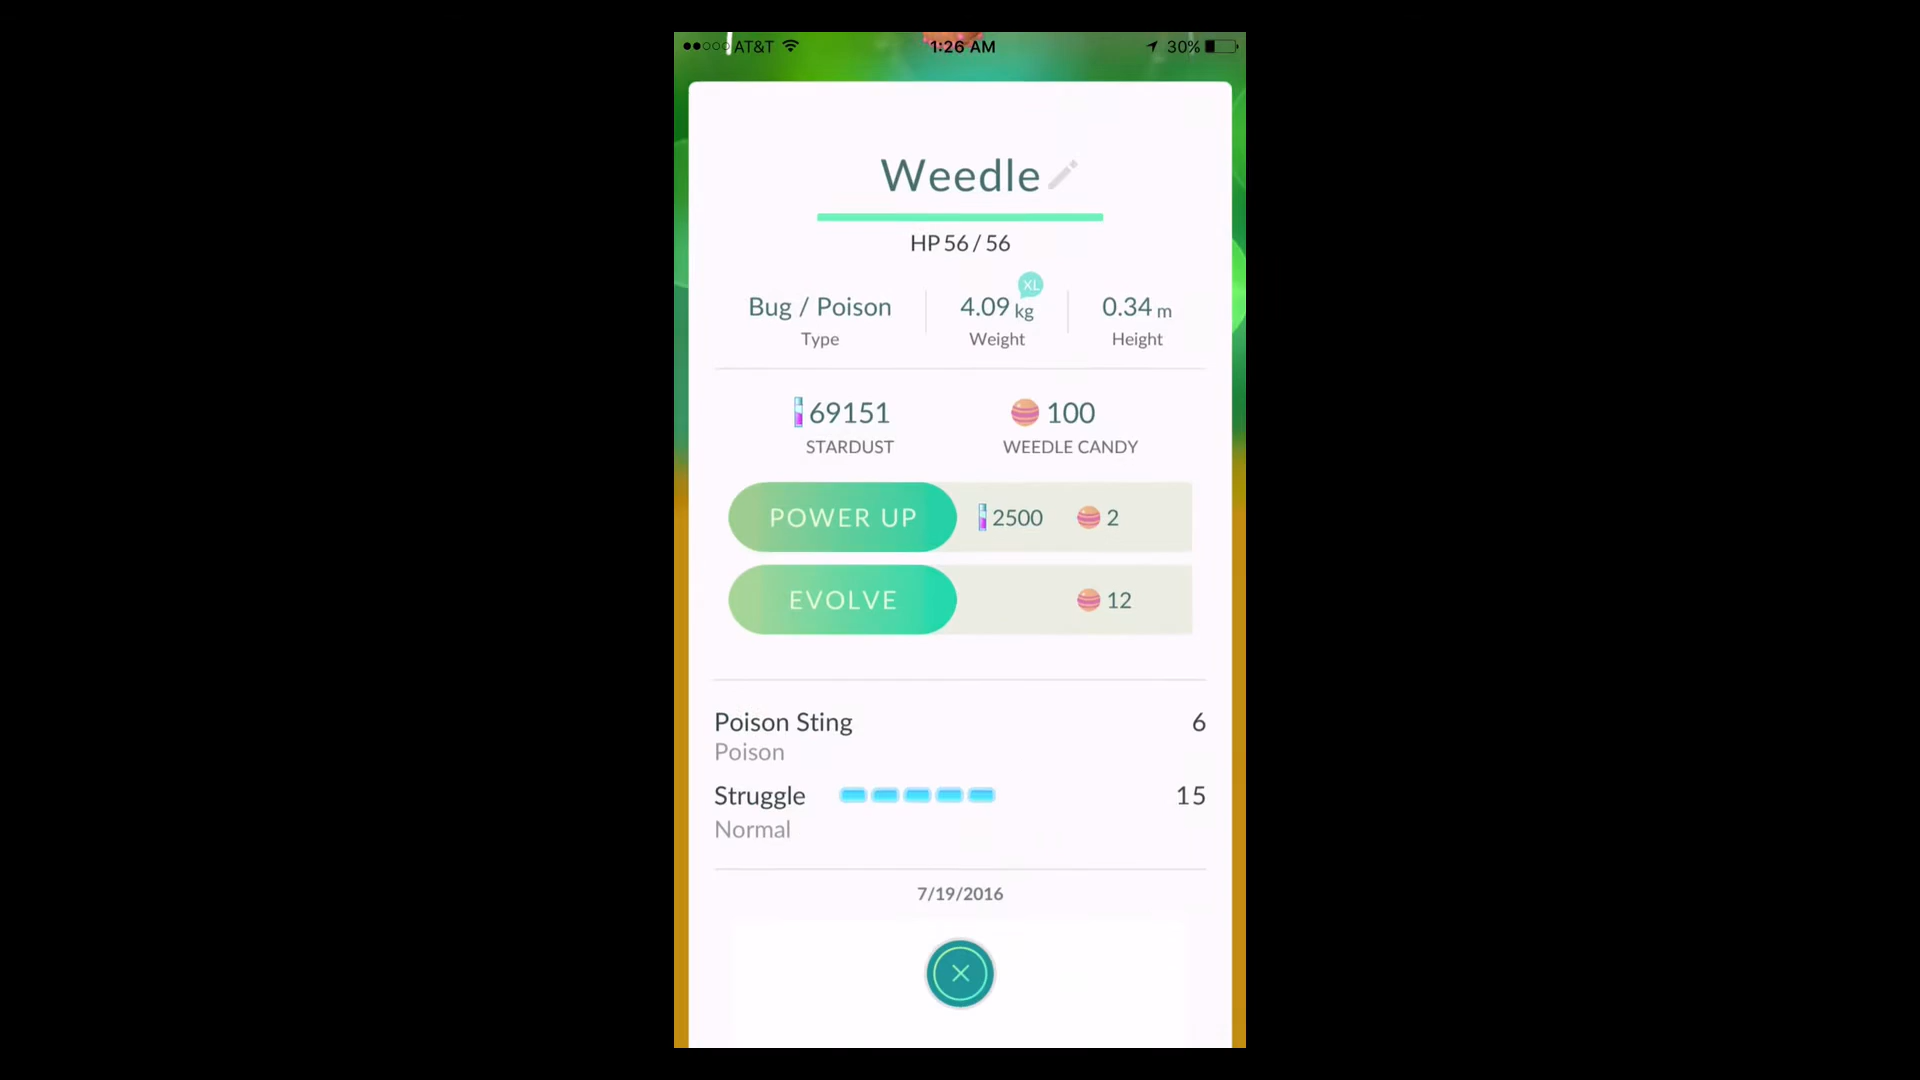 AT&T 1:26 AM 30%
Weedle
HP 56 / 56
XL
Bug / Poison 4.09 kg 0.34 m
Type Weight Height
69151 100
STARDUST WEEDLE CANDY
POWER UP 2500 2
EVOLVE 12
Poison Sting 6
Poison
Struggle 15
Normal
7/19/2016